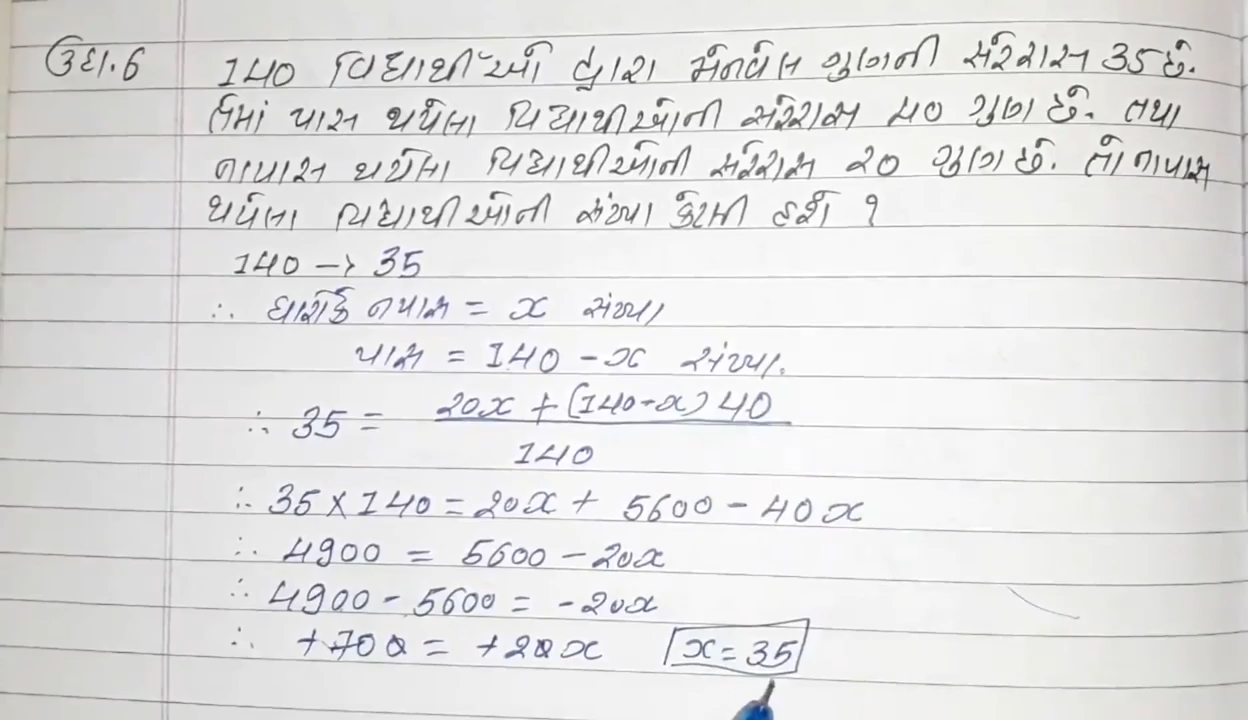 ઉદા.6 140 વિદ્યાર્થીઓ દ્વારા મેળવેલ ગુણની સરેરાસ 35 છે.
તેમાં પાસ થયેલા વિદ્યાર્થીઓની સરેરાસ 40 ગુણ છે. તથા
નાપાસ થયેલા વિદ્યાર્થીઓની સરેરાસ 20 ગુણ છે. તો નાપાસ
થયેલા વિદ્યાર્થીઓની સંખ્યા કેટલી હશે ?
140 → 35
∴ ધારોકે નાપાસ = x સંખ્યા
પાસ = 140 - x સંખ્યા.
∴ 35 = 20x + (140-x) 40
140
∴ 35 × 140 = 20x + 5600 - 40x
∴ 4900 = 5600 - 20x
∴ 4900 - 5600 = -20x
∴ +700 = +20x x = 35